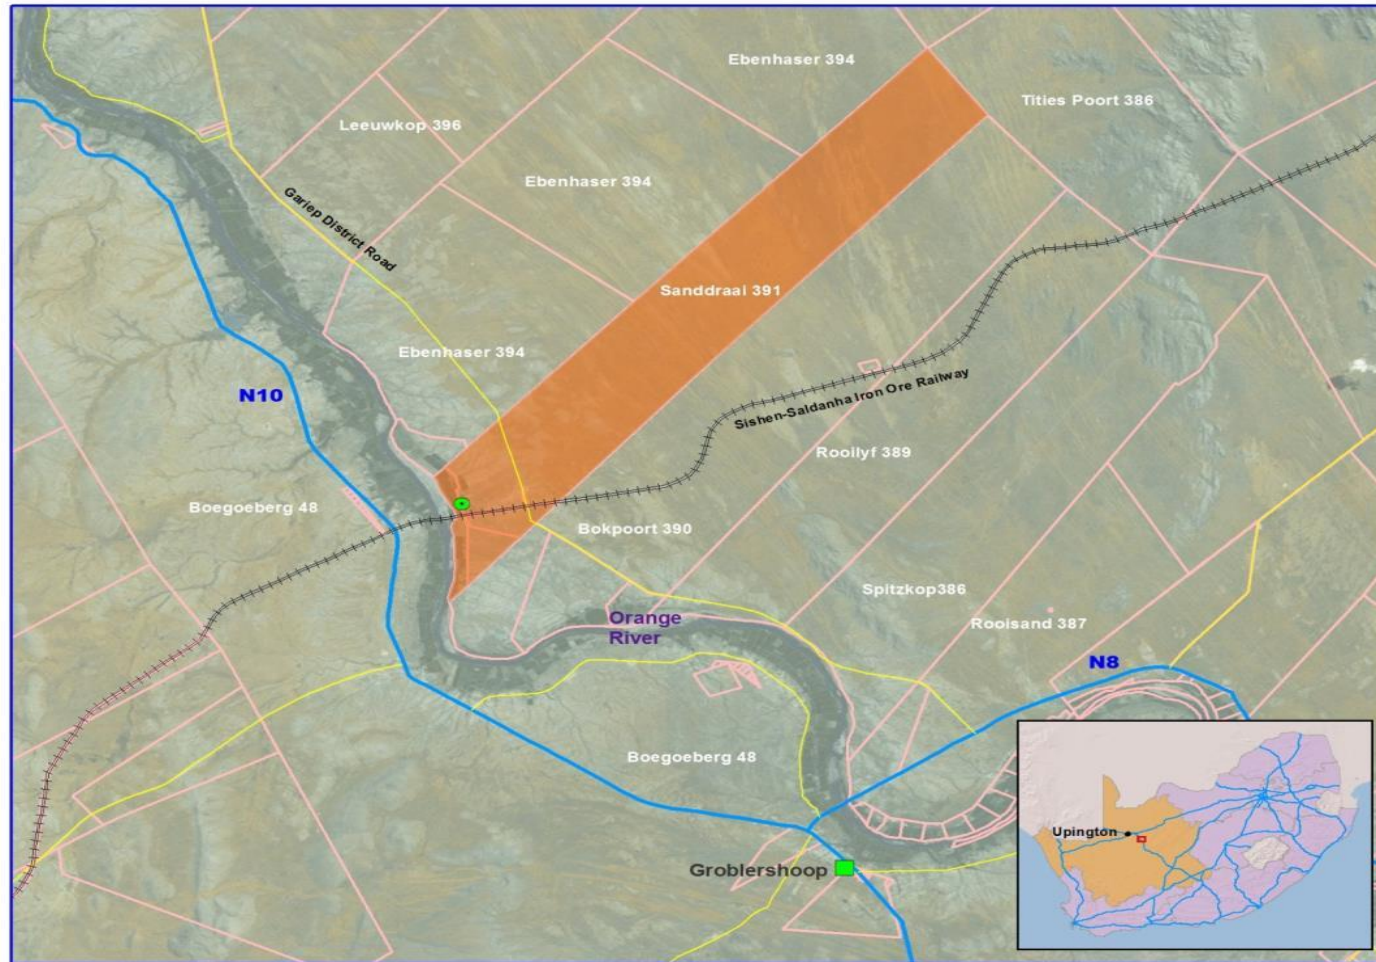 Ebenhaser 394
Tities Poort 386
Leeuwkop 396
Ebenhaser 394
Gariep District Road
Sanddraai 391
Ebenhaser 394
N10
Sishen-Saldanha Iron Ore Railway
Rooilyf 389
Boegoeberg 48
Bokpoort 390
Spitzkop386
Orange
River
Rooisand 387
N8
Boegoeberg 48
Upington
Groblershoop